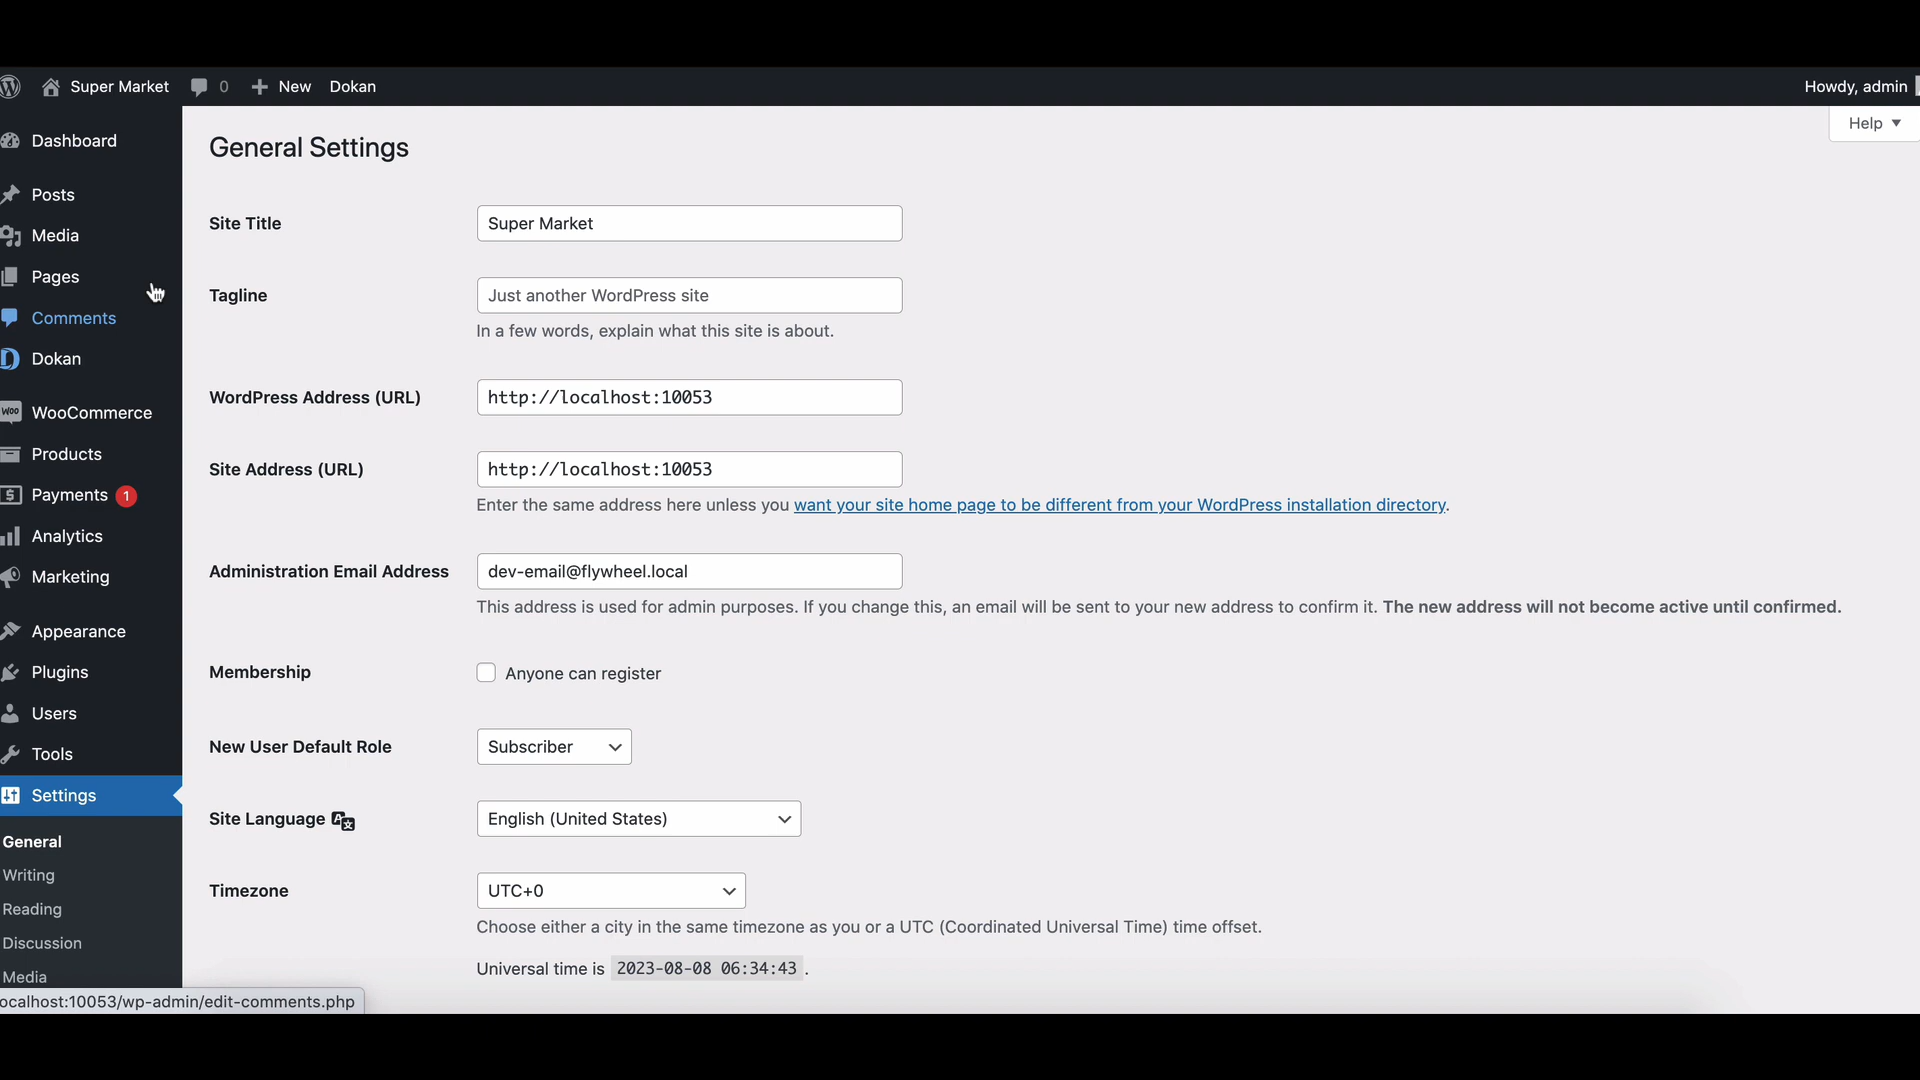 Super Market 0 New Dokan Howdy, admin
Help
Dashboard
Posts
Media
Pages
Comments
Dokan
WooCommerce
Products
Payments 1
Analytics
Marketing
Appearance
Plugins
Users
Tools
Settings
General
Writing
Reading
Discussion
Media
General Settings
Site Title Super Market
Tagline Just another WordPress site
In a few words, explain what this site is about.
WordPress Address (URL) http://localhost:10053
Site Address (URL) http://localhost:10053
Enter the same address here unless you want your site home page to be different from your WordPress installation directory.
Administration Email Address dev-email@flywheel.local
This address is used for admin purposes. If you change this, an email will be sent to your new address to confirm it. The new address will not become active until confirmed.
Membership Anyone can register
New User Default Role Subscriber
Site Language English (United States)
Timezone UTC+0
Choose either a city in the same timezone as you or a UTC (Coordinated Universal Time) time offset.
Universal time is 2023-08-08 06:34:43 .
ocalhost:10053/wp-admin/edit-comments.php